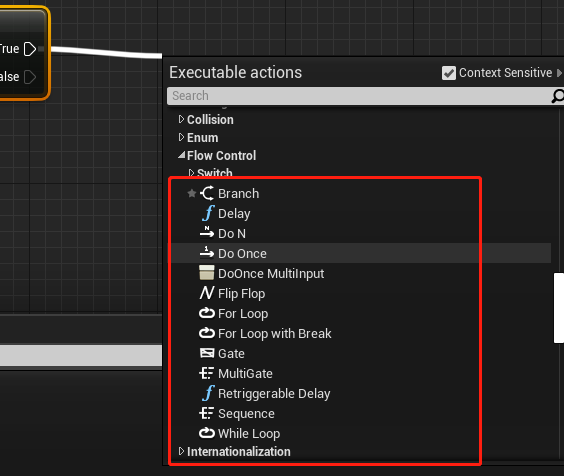 True
alse
Executable actions
Context Sensitive
Search
Collision
Enum
Flow Control
Switch
Branch
Delay
N
Do N
1
Do Once
DoOnce MultiInput
Flip Flop
For Loop
For Loop with Break
Gate
MultiGate
Retriggerable Delay
Sequence
While Loop
Internationalization